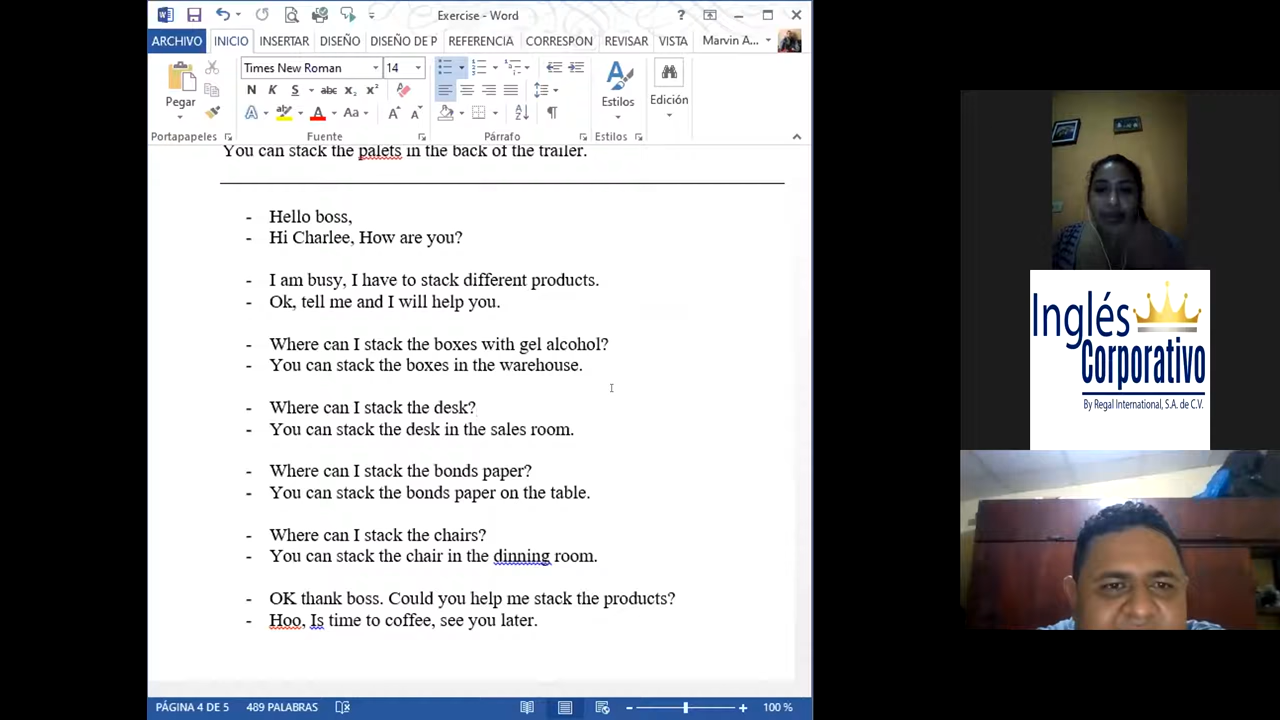 Exercise - Word
?
ARCHIVO INICIO INSERTAR DISEÑO DISEÑO DE P REFERENCIA CORRESPON REVISAR VISTA Marvin A...
Times New Roman 14
Pegar
N K S abc x₂ x²
A ab A Aa A A
Estilos
Edición
Portapapeles Fuente Párrafo Estilos
You can stack the palets in the back of the trailer.
- Hello boss,
- Hi Charlee, How are you?
- I am busy, I have to stack different products.
- Ok, tell me and I will help you.
- Where can I stack the boxes with gel alcohol?
- You can stack the boxes in the warehouse.
- Where can I stack the desk?
- You can stack the desk in the sales room.
- Where can I stack the bonds paper?
- You can stack the bonds paper on the table.
- Where can I stack the chairs?
- You can stack the chair in the dinning room.
- OK thank boss. Could you help me stack the products?
- Hoo, Is time to coffee, see you later.
PÁGINA 4 DE 5 489 PALABRAS 100 %
Inglés
Corporativo
By Regal International, S.A. de C.V.